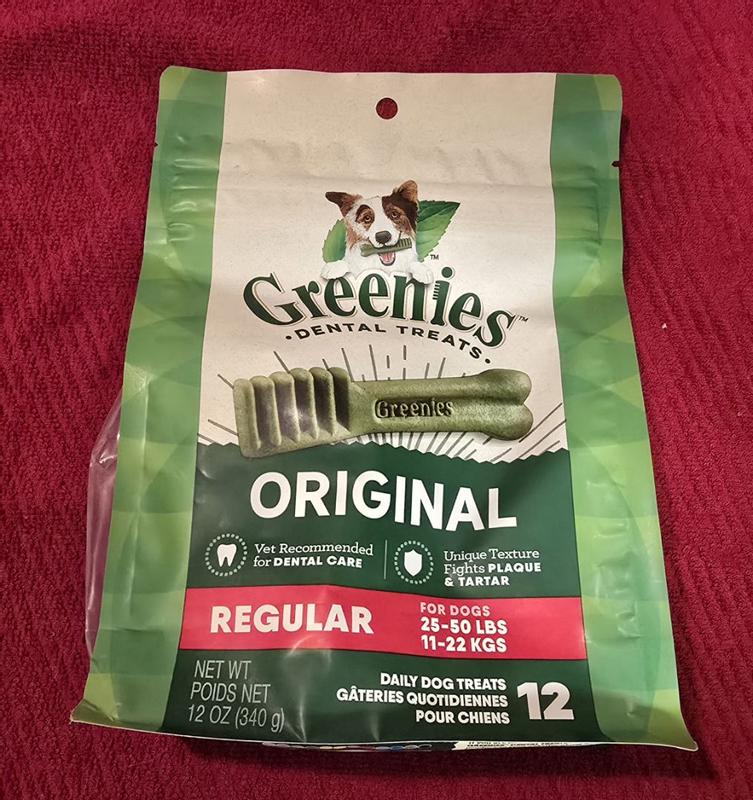 Greenies™
·DENTAL TREATS·
Greenies
ORIGINAL
Vet Recommended
for DENTAL CARE
Unique Texture
Fights PLAQUE
& TARTAR
REGULAR
FOR DOGS
25-50 LBS
11-22 KGS
NET WT
POIDS NET
12 OZ (340 g)
DAILY DOG TREATS
GÂTERIES QUOTIDIENNES
POUR CHIENS
12